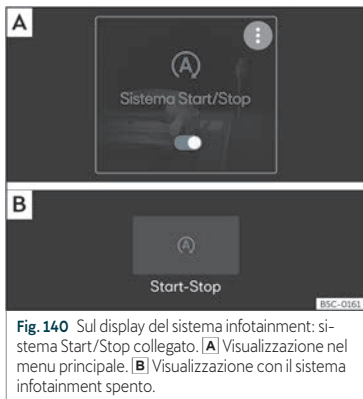 A
A
Sistema Start/Stop
B
A
Start-Stop
B5C-0161
Fig. 140 Sul display del sistema infotainment: si-
stema Start/Stop collegato. A Visualizzazione nel
menu principale. B Visualizzazione con il sistema
infotainment spento.